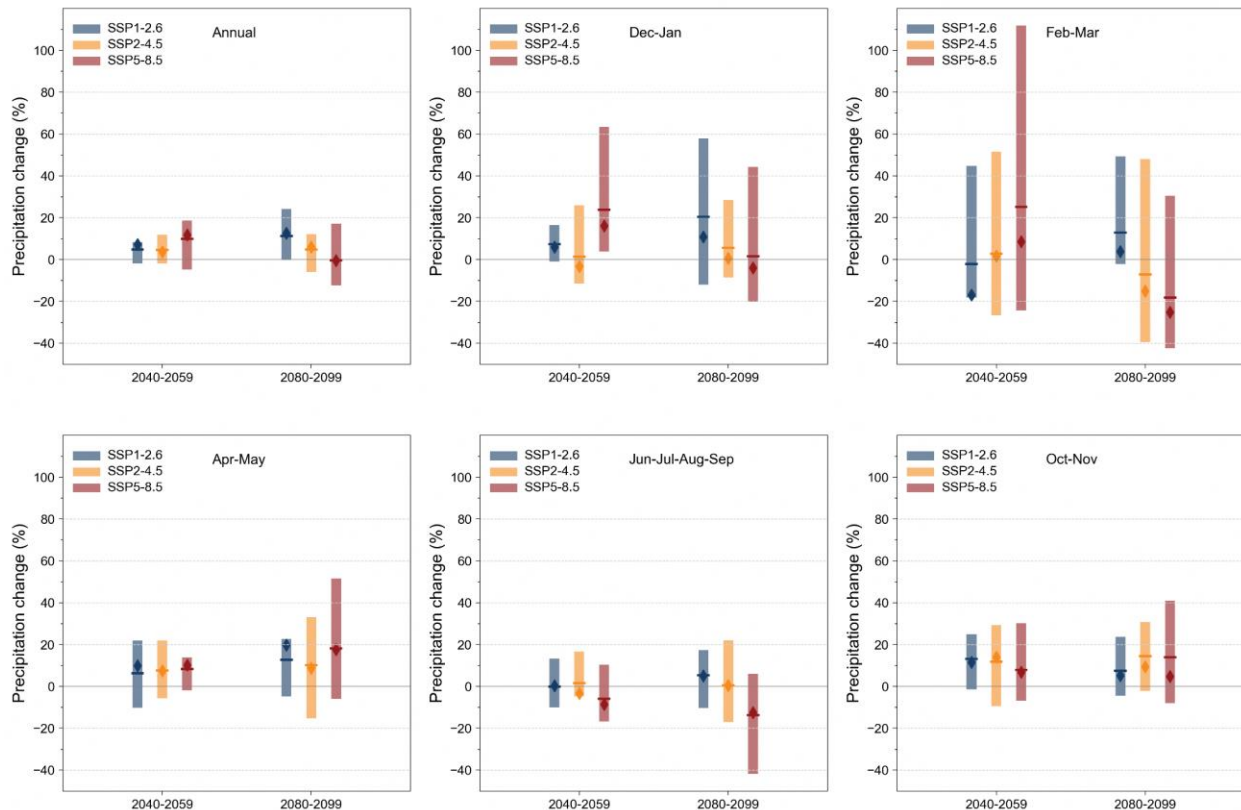 Annual
SSP1-2.6
SSP2-4.5
SSP5-8.5
Precipitation change (%)
100
80
60
40
20
0
−20
−40
2040-2059
2080-2099
Dec-Jan
SSP1-2.6
SSP2-4.5
SSP5-8.5
Precipitation change (%)
100
80
60
40
20
0
−20
−40
2040-2059
2080-2099
Feb-Mar
SSP1-2.6
SSP2-4.5
SSP5-8.5
Precipitation change (%)
100
80
60
40
20
0
−20
−40
2040-2059
2080-2099
Apr-May
SSP1-2.6
SSP2-4.5
SSP5-8.5
Precipitation change (%)
100
80
60
40
20
0
−20
−40
2040-2059
2080-2099
Jun-Jul-Aug-Sep
SSP1-2.6
SSP2-4.5
SSP5-8.5
Precipitation change (%)
100
80
60
40
20
0
−20
−40
2040-2059
2080-2099
Oct-Nov
SSP1-2.6
SSP2-4.5
SSP5-8.5
Precipitation change (%)
100
80
60
40
20
0
−20
−40
2040-2059
2080-2099